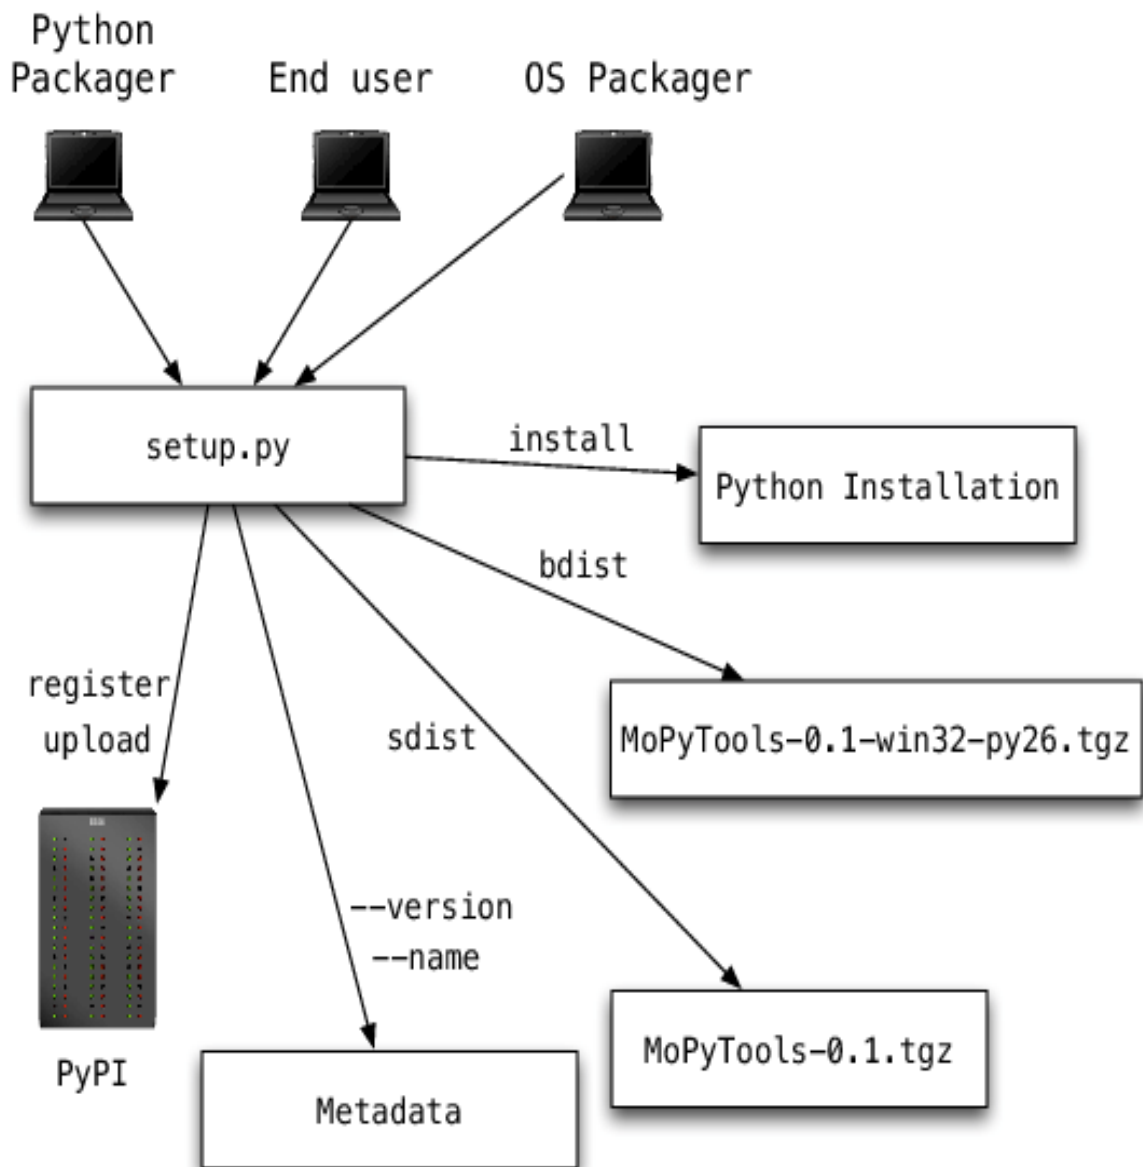 Python
Packager
End user
OS Packager
setup.py
install
Python Installation
bdist
register
upload
sdist
MoPyTools-0.1-win32-py26.tgz
--version
--name
MoPyTools-0.1.tgz
PyPI
Metadata